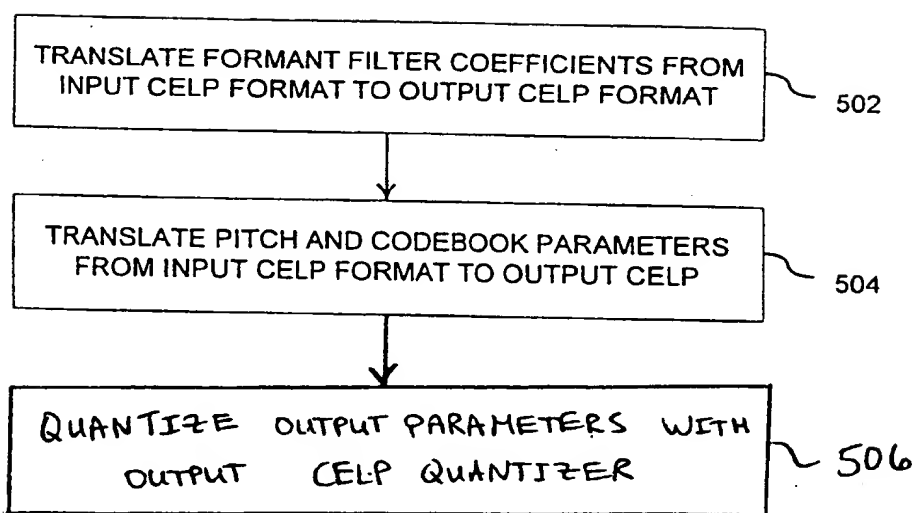 TRANSLATE FORMANT FILTER COEFFICIENTS FROM
INPUT CELP FORMAT TO OUTPUT CELP FORMAT
502
TRANSLATE PITCH AND CODEBOOK PARAMETERS
FROM INPUT CELP FORMAT TO OUTPUT CELP
504
QUANTIZE OUTPUT PARAMETERS WITH
OUTPUT CELP QUANTIZER
506